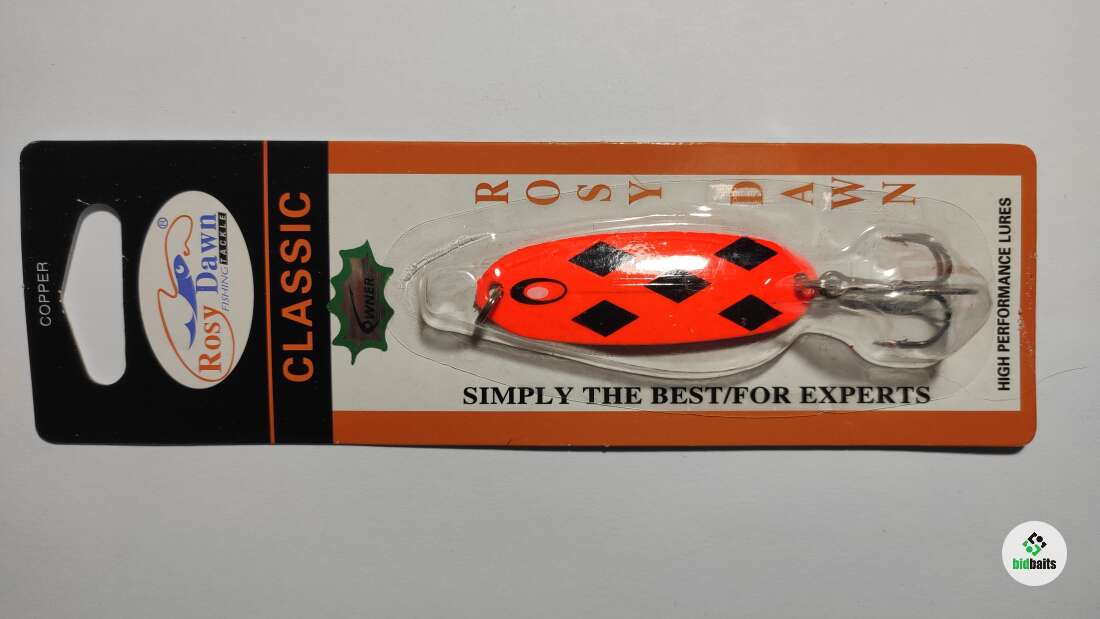 COPPER
Rosy Dawn®
FISHING TACKLE
CLASSIC
OWNER
ROSY DAWN
SIMPLY THE BEST/FOR EXPERTS
HIGH PERFORMANCE LURES
bidbaits